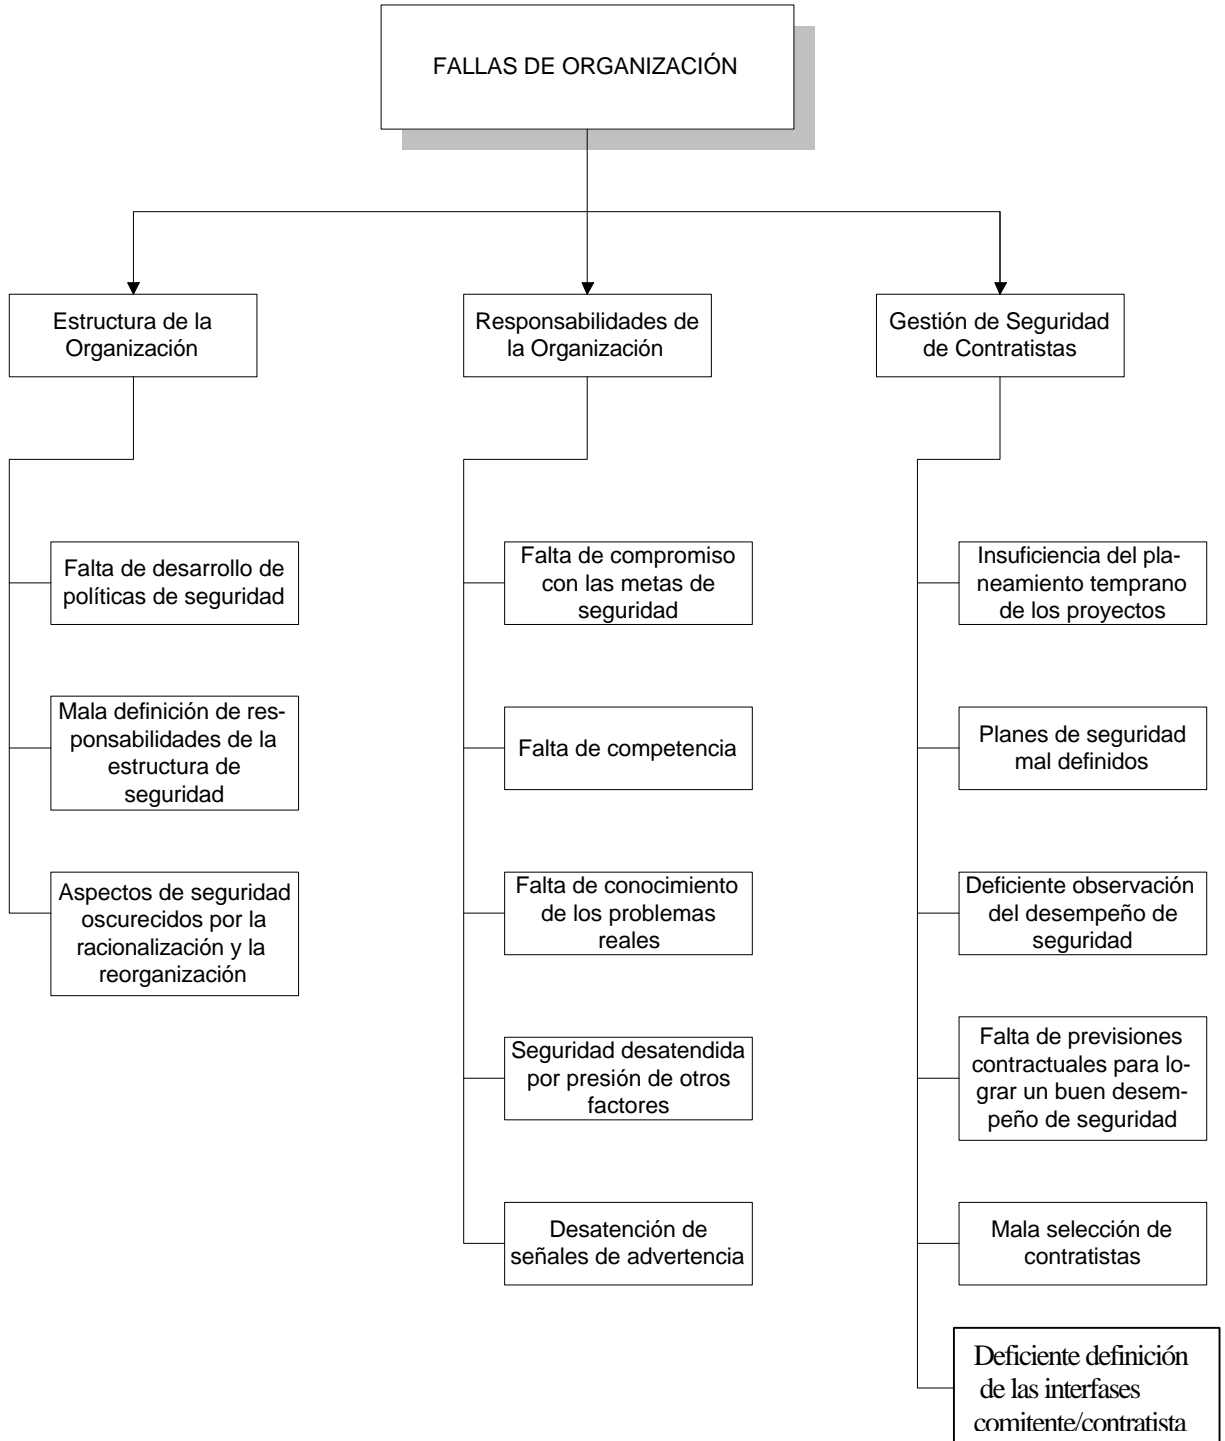 FALLAS DE ORGANIZACIÓN
Estructura de la
Organización
Responsabilidades de
la Organización
Gestión de Seguridad
de Contratistas
Falta de desarrollo de
políticas de seguridad
Mala definición de res-
ponsabilidades de la
estructura de
seguridad
Aspectos de seguridad
oscurecidos por la
racionalización y la
reorganización
Falta de compromiso
con las metas de
seguridad
Falta de competencia
Falta de conocimiento
de los problemas
reales
Seguridad desatendida
por presión de otros
factores
Desatención de
señales de advertencia
Insuficiencia del pla-
neamiento temprano
de los proyectos
Planes de seguridad
mal definidos
Deficiente observación
del desempeño de
seguridad
Falta de previsiones
contractuales para lo-
grar un buen desem-
peño de seguridad
Mala selección de
contratistas
Deficiente definición
de las interfases
comitente/contratista